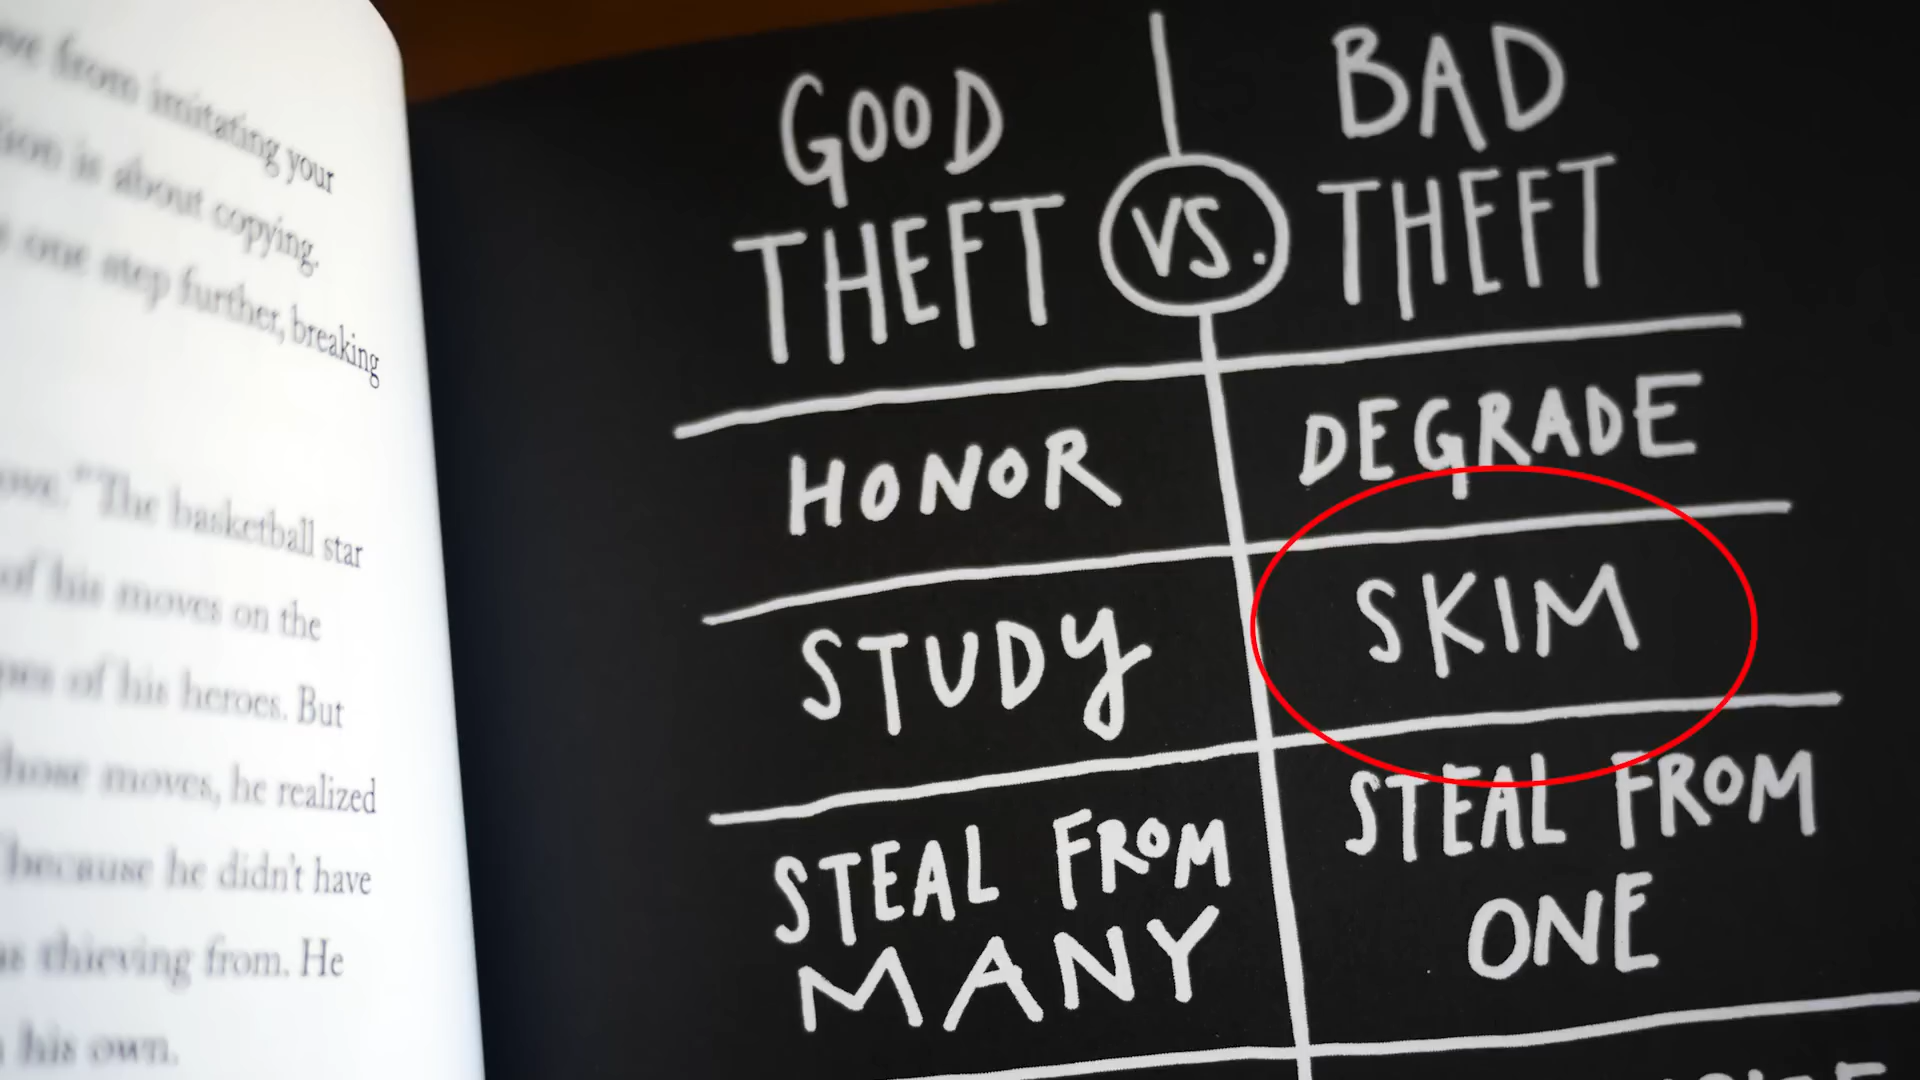 from imitating your
is about copying.
one step further, breaking
"The basketball star
of his moves on the
of his heroes. But
those moves, he realized
because he didn't have
thieving from. He
his own.
GOOD THEFT
VS.
BAD THEFT
HONOR
DEGRADE
STUDY
SKIM
STEAL FROM
MANY
STEAL FROM
ONE